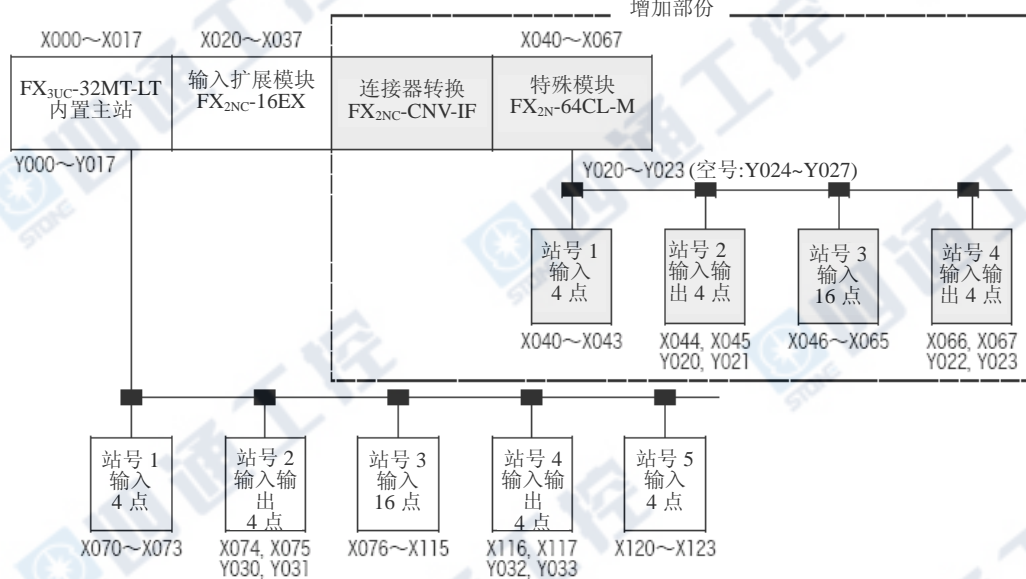 增加部份
X000～X017
X020～X037
X040～X067
FX3UC-32MT-LT
内置主站
输入扩展模块
FX2NC-16EX
连接器转换
FX2NC-CNV-IF
特殊模块
FX2N-64CL-M
Y000～Y017
Y020～Y023 (空号:Y024~Y027)
站号 1
输入
4 点
站号 2
输入输
出 4 点
站号 3
输入
16 点
站号 4
输入输
出 4 点
X040～X043
X044, X045
Y020, Y021
X046～X065
X066, X067
Y022, Y023
站号 1
输入
4 点
站号 2
输入输
出
4 点
站号 3
输入
16 点
站号 4
输入输
出
4 点
站号 5
输入
4 点
X070～X073
X074, X075
Y030, Y031
X076～X115
X116, X117
Y032, Y033
X120～X123
四通工控
STONE